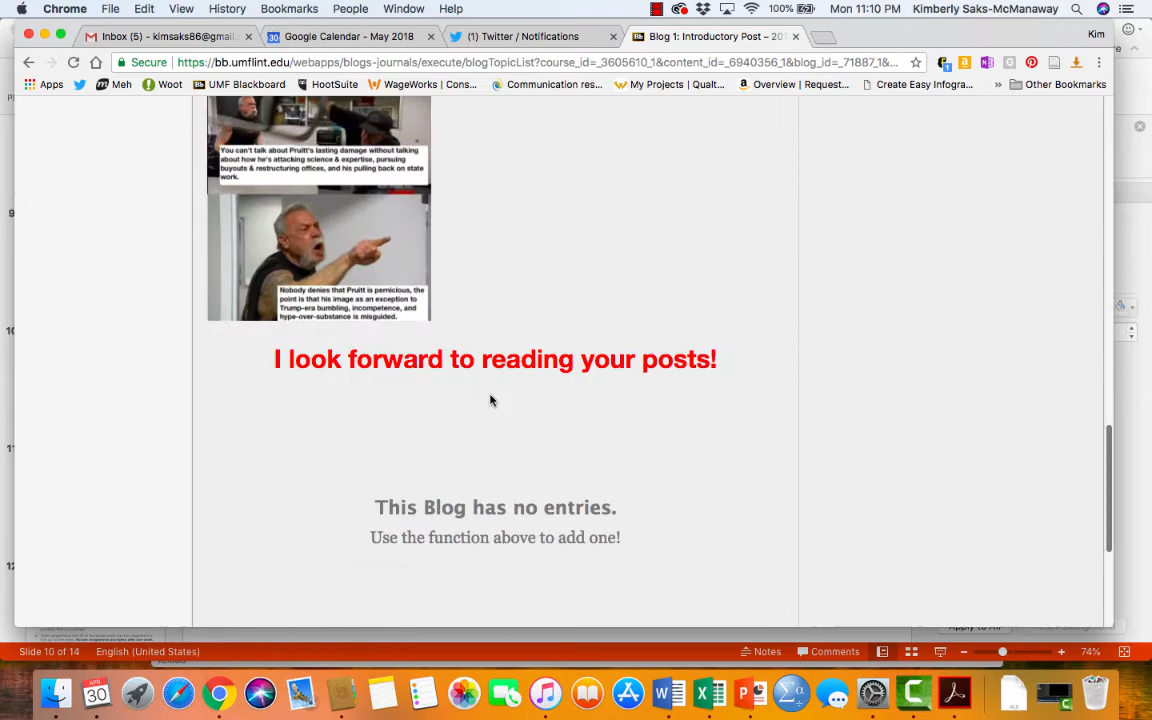 Chrome File Edit View History Bookmarks People Window Help 100% Mon 11:10 PM Kimberly Saks-McManaway
Inbox (5) - kimsaks86@gmail. Google Calendar - May 2018 (1) Twitter / Notifications Blog 1: Introductory Post – 201 Kim
Secure https://bb.umflint.edu/webapps/blogs-journals/execute/blogTopicList?course_id=_3605610_1&content_id=_6940356_1&blog_id=_71887_1&...
Apps Meh Woot UMF Blackboard HootSuite WageWorks | Cons... Communication res... My Projects | Qualt... Overview | Request... Create Easy Infogra... » Other Bookmarks
You can't talk about Pruitt's lasting damage without talking
about how he's attacking science & expertise, pursuing
buyouts & restructuring offices, and his pulling back on state
work.
Nobody denies that Pruitt is pernicious, the
point is that his image as an exception to
Trump-era bumbling, incompetence, and
hype-over-substance is misguided.
I look forward to reading your posts!
This Blog has no entries.
Use the function above to add one!
9
10
11
12
Slide 10 of 14 English (United States) Notes Comments 74%
APR
30